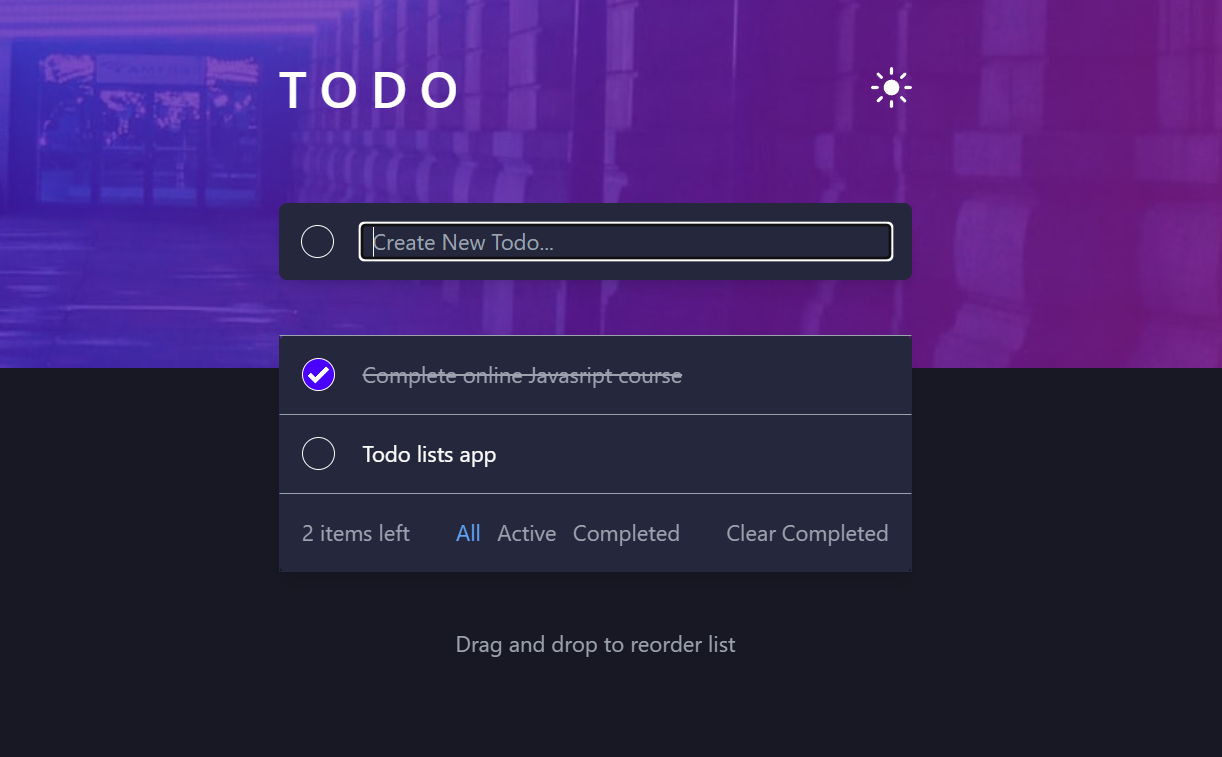 TODO
Create New Todo...
Complete online Javasript course
Todo lists app
2 items left All Active Completed Clear Completed
Drag and drop to reorder list